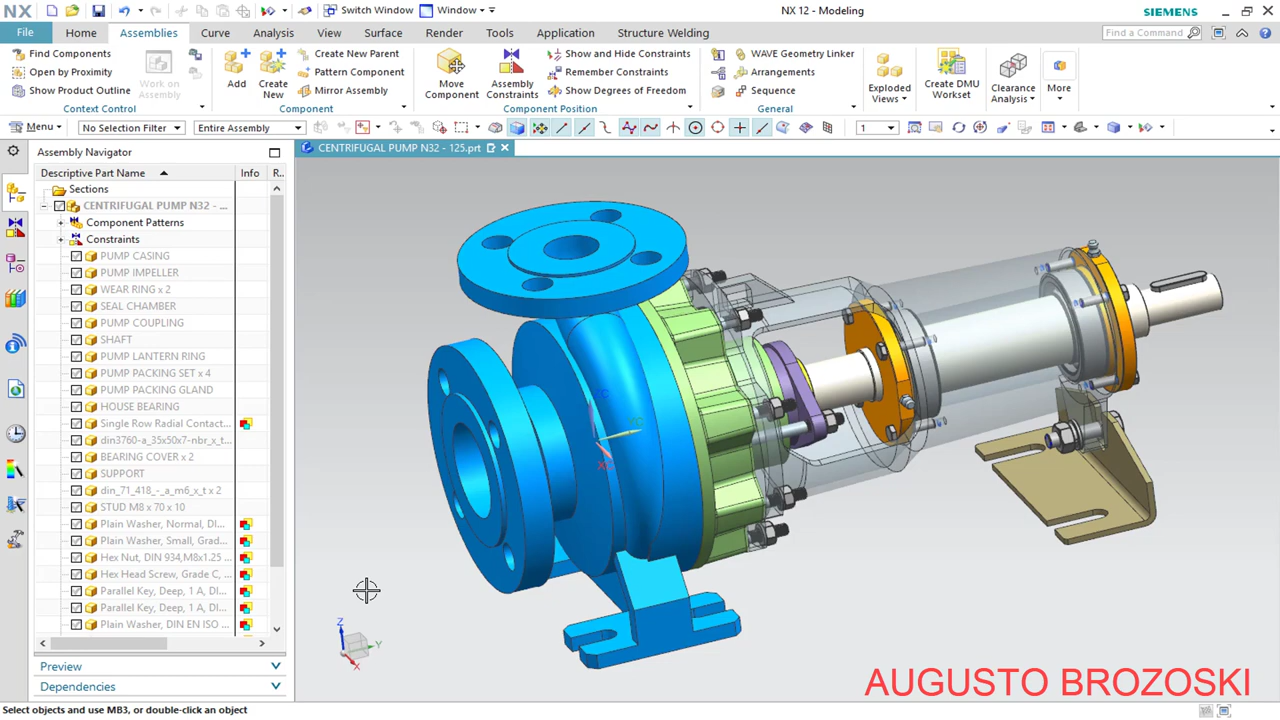 NX
Switch Window
Window
NX 12 - Modeling
SIEMENS
File
Home
Assemblies
Curve
Analysis
View
Surface
Render
Tools
Application
Structure Welding
Find a Command
Find Components
Open by Proximity
Show Product Outline
Work on
Assembly
Context Control
Add
Create
New
Create New Parent
Pattern Component
Mirror Assembly
Component
Move
Component
Assembly
Constraints
Show and Hide Constraints
Remember Constraints
Show Degrees of Freedom
Component Position
WAVE Geometry Linker
Arrangements
Sequence
General
Exploded
Views
Create DMU
Workset
Clearance
Analysis
More
Menu
No Selection Filter
Entire Assembly
1
Assembly Navigator
CENTRIFUGAL PUMP N32 - 125.prt
Descriptive Part Name
Info
R..
Sections
CENTRIFUGAL PUMP N32 - ...
Component Patterns
Constraints
PUMP CASING
PUMP IMPELLER
WEAR RING x 2
SEAL CHAMBER
PUMP COUPLING
SHAFT
PUMP LANTERN RING
PUMP PACKING SET x 4
PUMP PACKING GLAND
HOUSE BEARING
Single Row Radial Contact...
din3760-a_35x50x7-nbr_x_t...
BEARING COVER x 2
SUPPORT
din_71_418_-_a_m6_x_t x 2
STUD M8 x 70 x 10
Plain Washer, Normal, DI...
Plain Washer, Small, Grad...
Hex Nut, DIN 934,M8x1.25 ...
Hex Head Screw, Grade C, ...
Parallel Key, Deep, 1 A, D...
Parallel Key, Deep, 1 A, D...
Plain Washer, DIN EN ISO ...
Preview
Dependencies
ZC
YC
XC
Z
Y
X
AUGUSTO BROZOSKI
Select objects and use MB3, or double-click an object